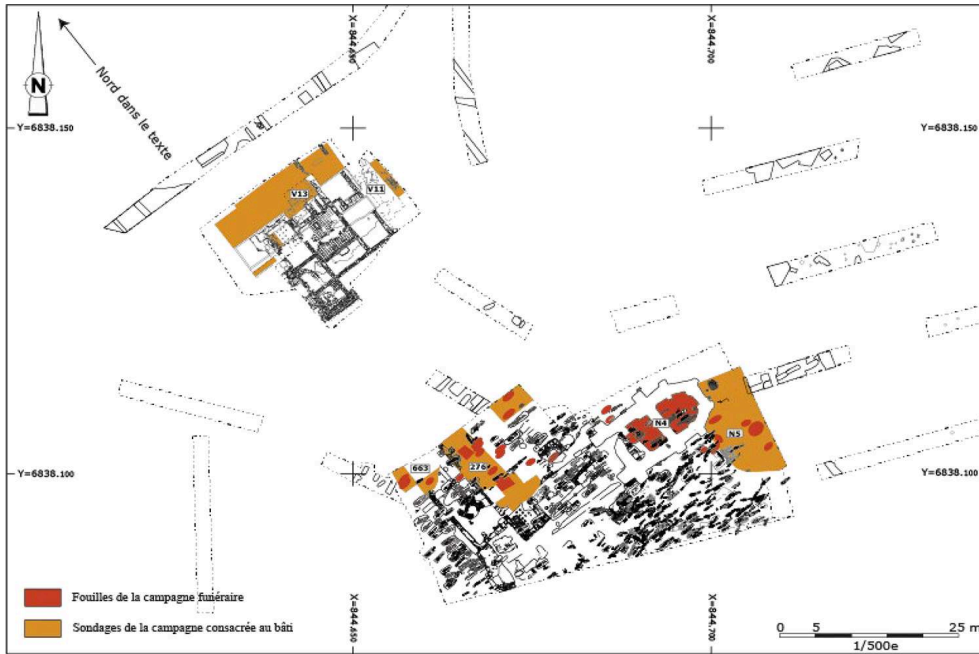 X=844.650
X=844.700
N
Nord dans le texte
Y=6838.150
Y=6838.150
V13
V11
N4
N5
663
276
Y=6838.100
Y=6838.100
Fouilles de la campagne funéraire
Sondages de la campagne consacrée au bâti
X=844.650
X=844.700
0 5 25 m
1/500e